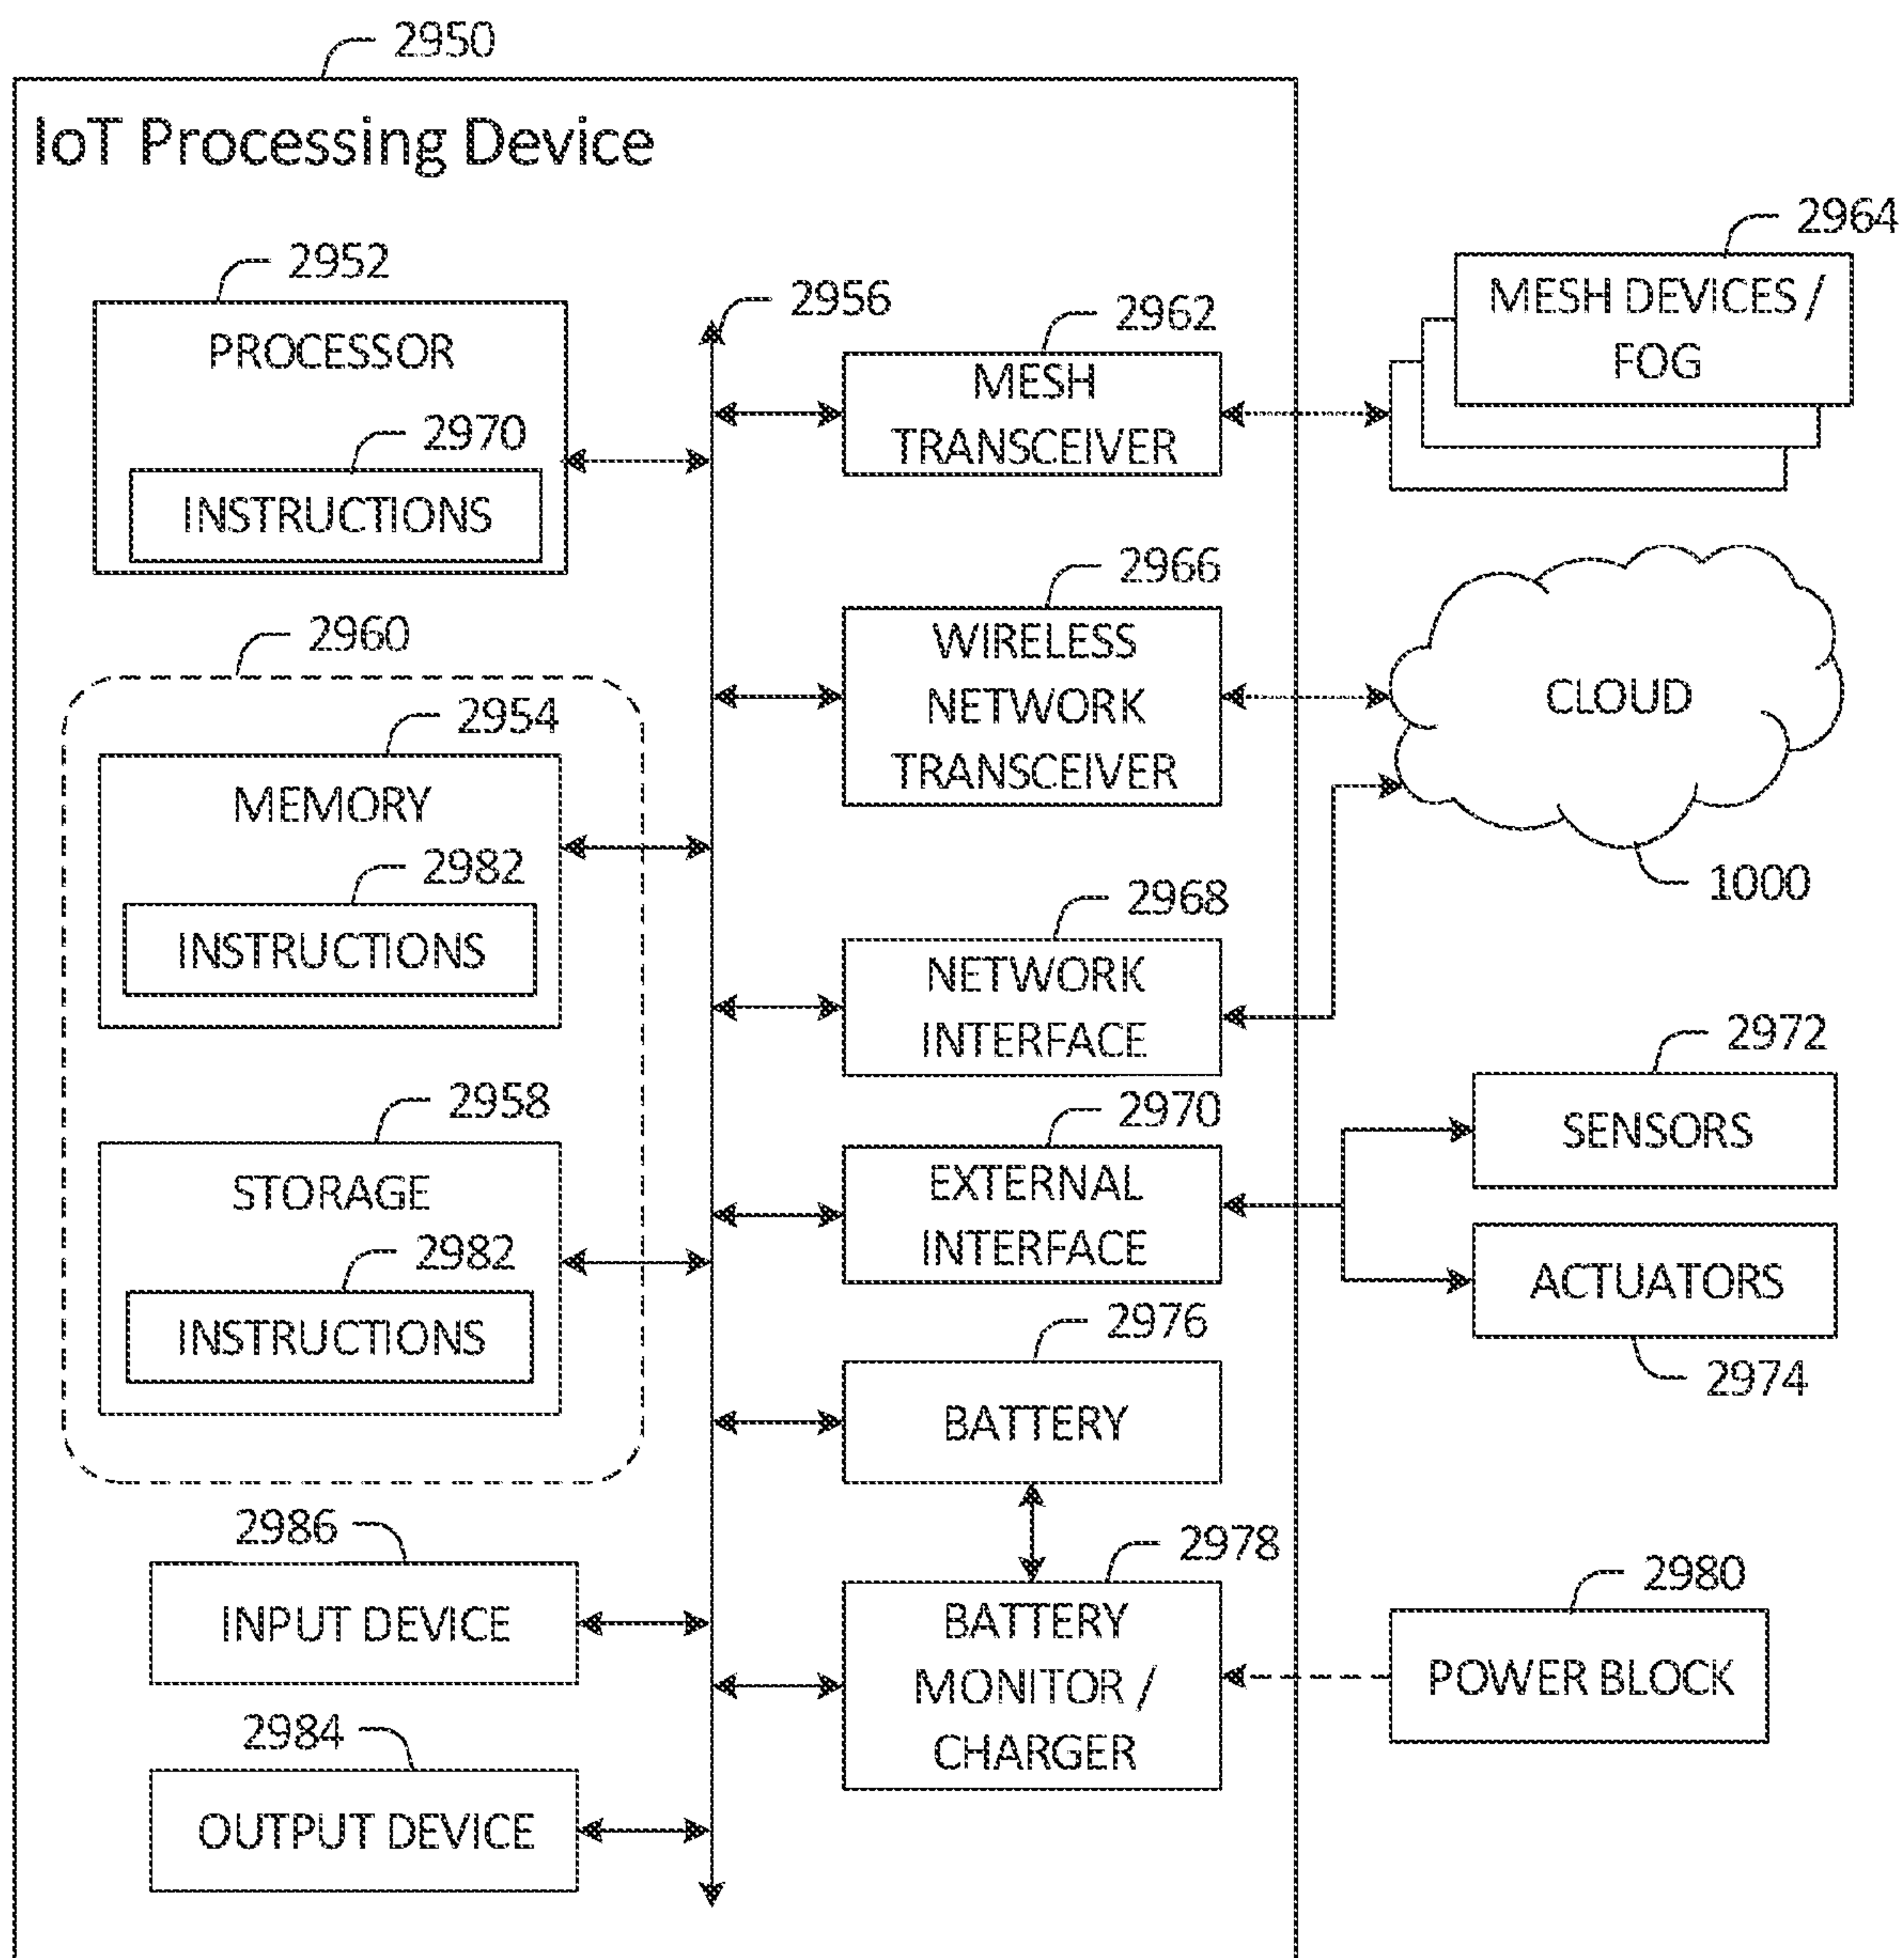 2950
IoT Processing Device
2952
PROCESSOR
2970
INSTRUCTIONS
2960
2954
MEMORY
2982
INSTRUCTIONS
2958
STORAGE
2982
INSTRUCTIONS
2986
INPUT DEVICE
2984
OUTPUT DEVICE
2956
2962
MESH
TRANSCEIVER
2966
WIRELESS
NETWORK
TRANSCEIVER
2968
NETWORK
INTERFACE
2970
EXTERNAL
INTERFACE
2976
BATTERY
2978
BATTERY
MONITOR /
CHARGER
2964
MESH DEVICES /
FOG
CLOUD
1000
2972
SENSORS
ACTUATORS
2974
2980
POWER BLOCK